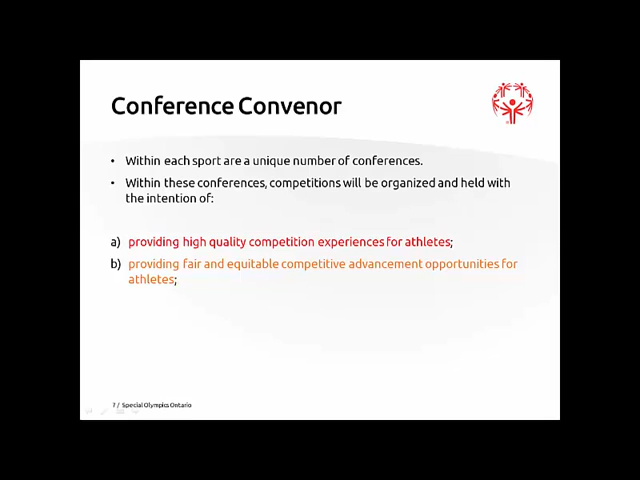 Conference Convenor
• Within each sport are a unique number of conferences.
• Within these conferences, competitions will be organized and held with
the intention of:
a) providing high quality competition experiences for athletes;
b) providing fair and equitable competitive advancement opportunities for
athletes;
7 / Special Olympics Ontario